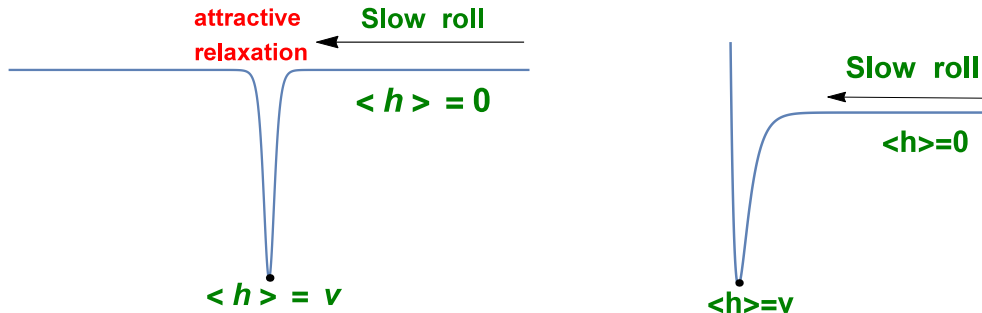 attractive
relaxation
Slow roll
< h > = 0
< h > = v
Slow roll
<h>=0
<h>=v